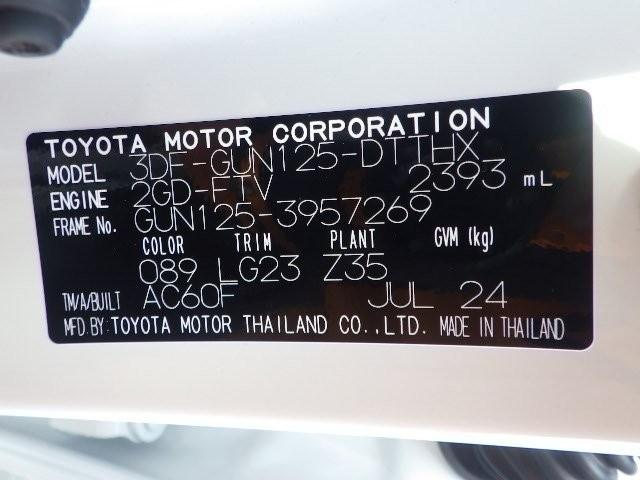 TOYOTA MOTOR CORPORATION
MODEL 3DF-GUN125-DTTHX
ENGINE 2GD-FTV 2393 mL
FRAME No. GUN125-3957269
COLOR TRIM PLANT GVM (kg)
089 LG23 Z35
TM/A/BUILT AC60F JUL 24
MFD.BY:TOYOTA MOTOR THAILAND CO.,LTD. MADE IN THAILAND